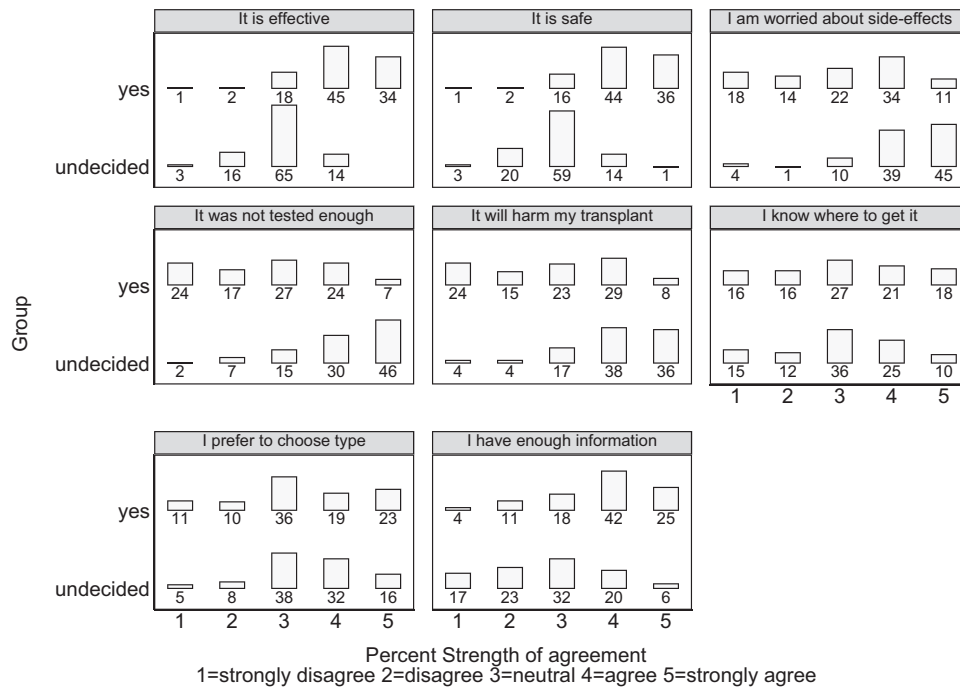 It is effective
It is safe
I am worried about side-effects
yes
1 2 18 45 34
1 2 16 44 36
18 14 22 34 11
undecided
3 16 65 14
3 20 59 14 1
4 1 10 39 45
It was not tested enough
It will harm my transplant
I know where to get it
yes
24 17 27 24 7
24 15 23 29 8
16 16 27 21 18
undecided
2 7 15 30 46
4 4 17 38 36
15 12 36 25 10
1 2 3 4 5
Group
I prefer to choose type
I have enough information
yes
11 10 36 19 23
4 11 18 42 25
undecided
5 8 38 32 16
17 23 32 20 6
1 2 3 4 5
1 2 3 4 5
Percent Strength of agreement
1=strongly disagree 2=disagree 3=neutral 4=agree 5=strongly agree